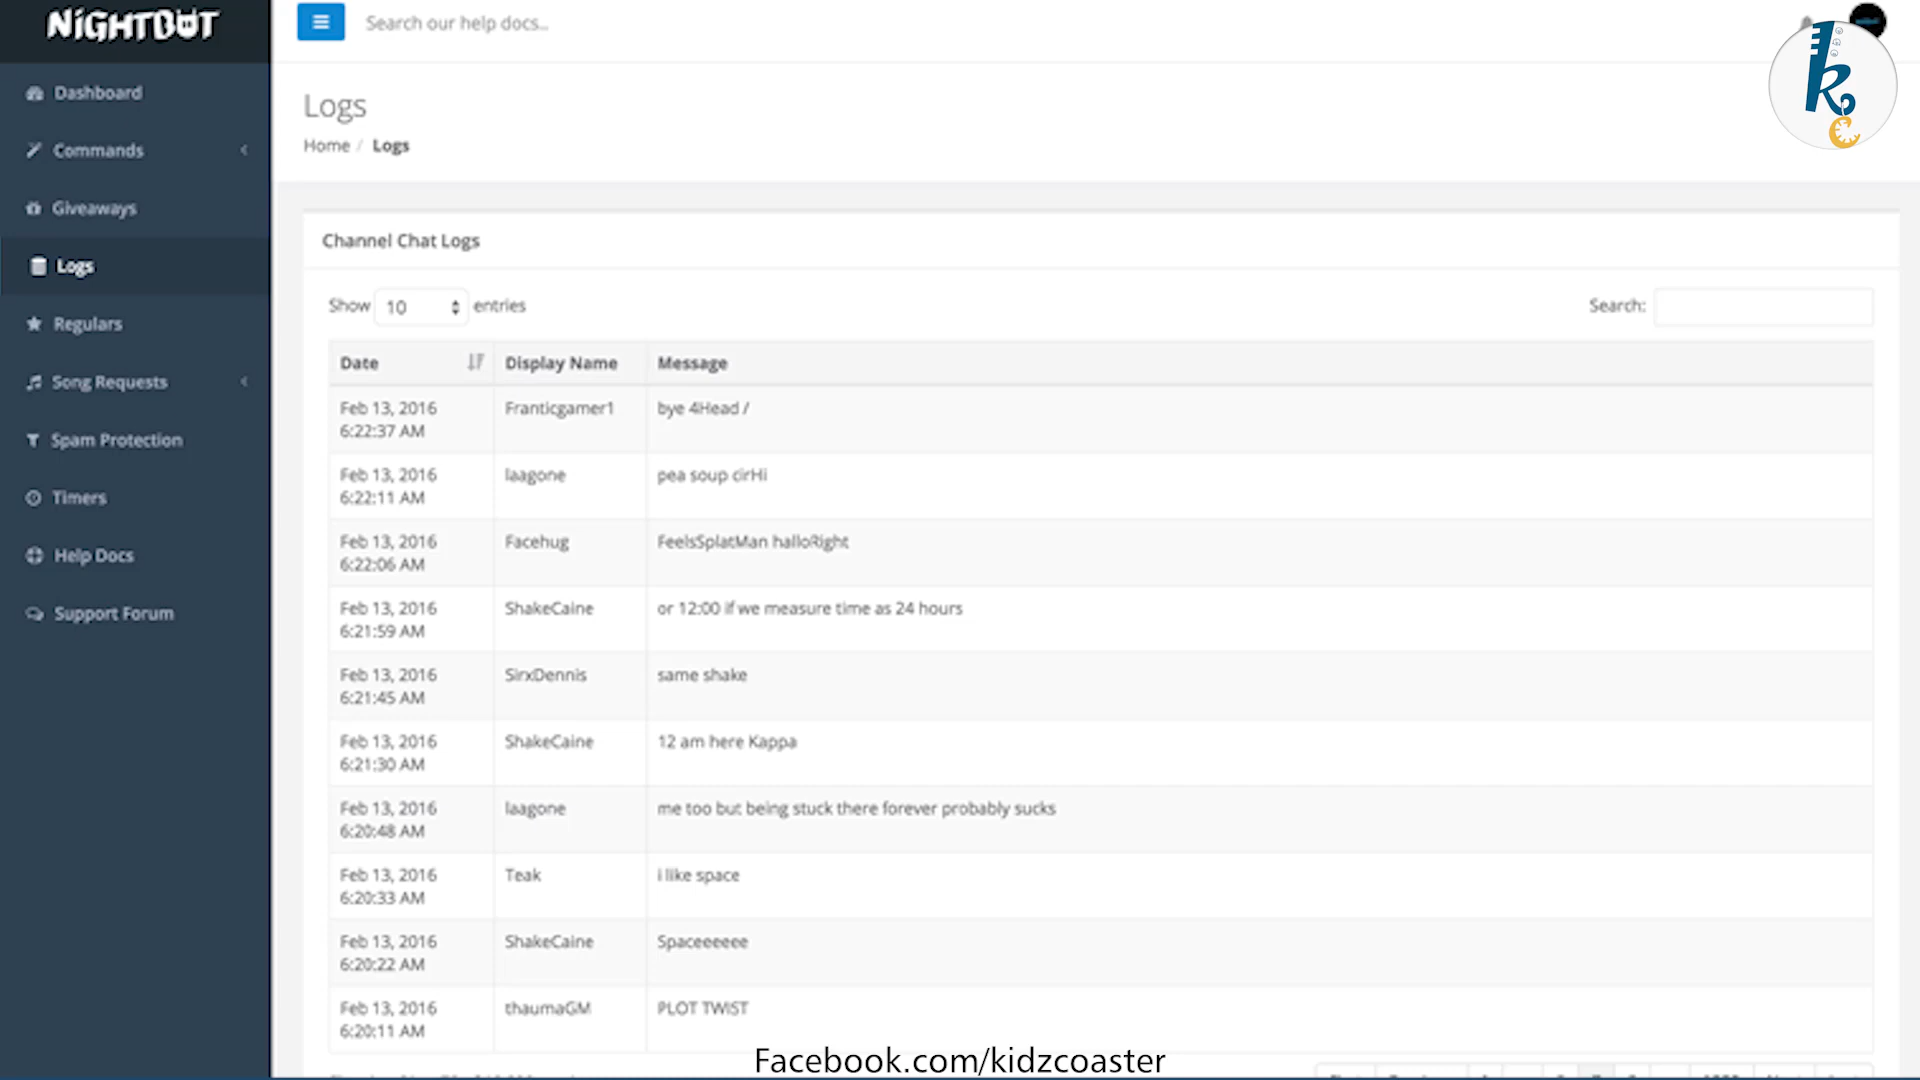 NiGHTBOT
Search our help docs...
Dashboard
Commands
Giveaways
Logs
Regulars
Song Requests
Spam Protection
Timers
Help Docs
Support Forum
Logs
Home / Logs
Channel Chat Logs
Show 10 entries
Search:
Date Display Name Message
Feb 13, 2016 Franticgamer1 bye 4Head /
6:22:37 AM
Feb 13, 2016 laagone pea soup cirHi
6:22:11 AM
Feb 13, 2016 Facehug FeelsSplatMan halloRight
6:22:06 AM
Feb 13, 2016 ShakeCaine or 12:00 if we measure time as 24 hours
6:21:59 AM
Feb 13, 2016 SirxDennis same shake
6:21:45 AM
Feb 13, 2016 ShakeCaine 12 am here Kappa
6:21:30 AM
Feb 13, 2016 laagone me too but being stuck there forever probably sucks
6:20:48 AM
Feb 13, 2016 Teak i like space
6:20:33 AM
Feb 13, 2016 ShakeCaine Spaceeeeee
6:20:22 AM
Feb 13, 2016 thaumaGM PLOT TWIST
6:20:11 AM
Facebook.com/kidzcoaster
k
c